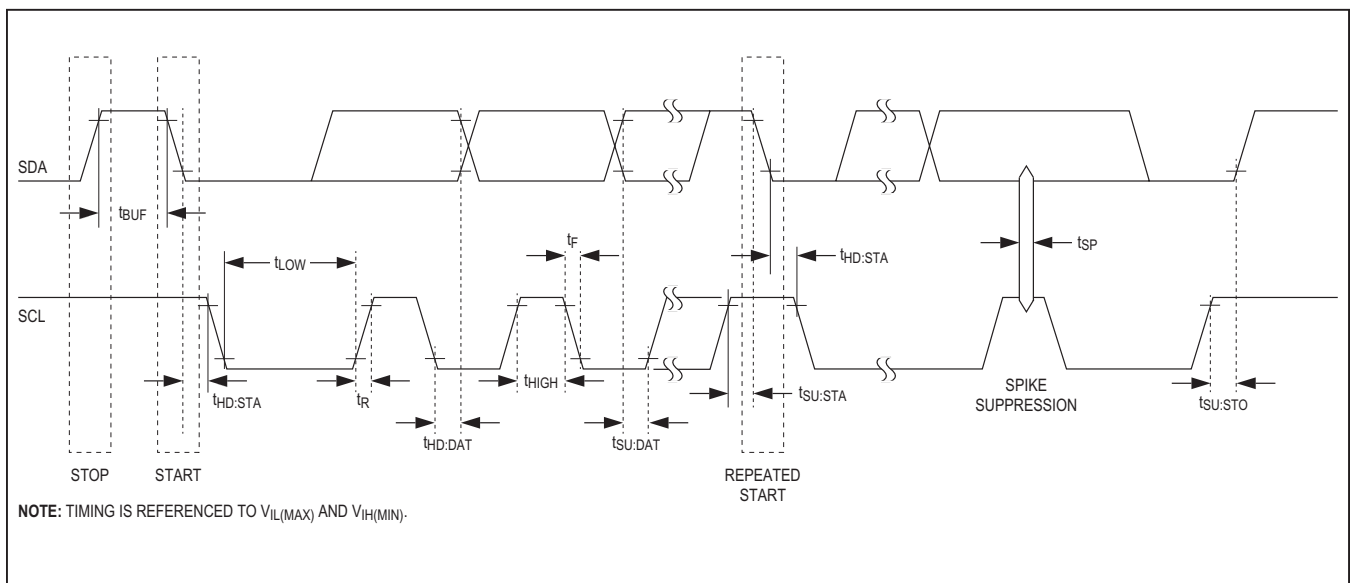 SDA
tBUF
tF
tSP
tLOW
tHD:STA
SCL
tHD:STA
tR
tHIGH
tHD:DAT
tSU:DAT
tSU:STA
SPIKE
SUPPRESSION
tSU:STO
STOP
START
REPEATED
START
NOTE: TIMING IS REFERENCED TO VIL(MAX) AND VIH(MIN).